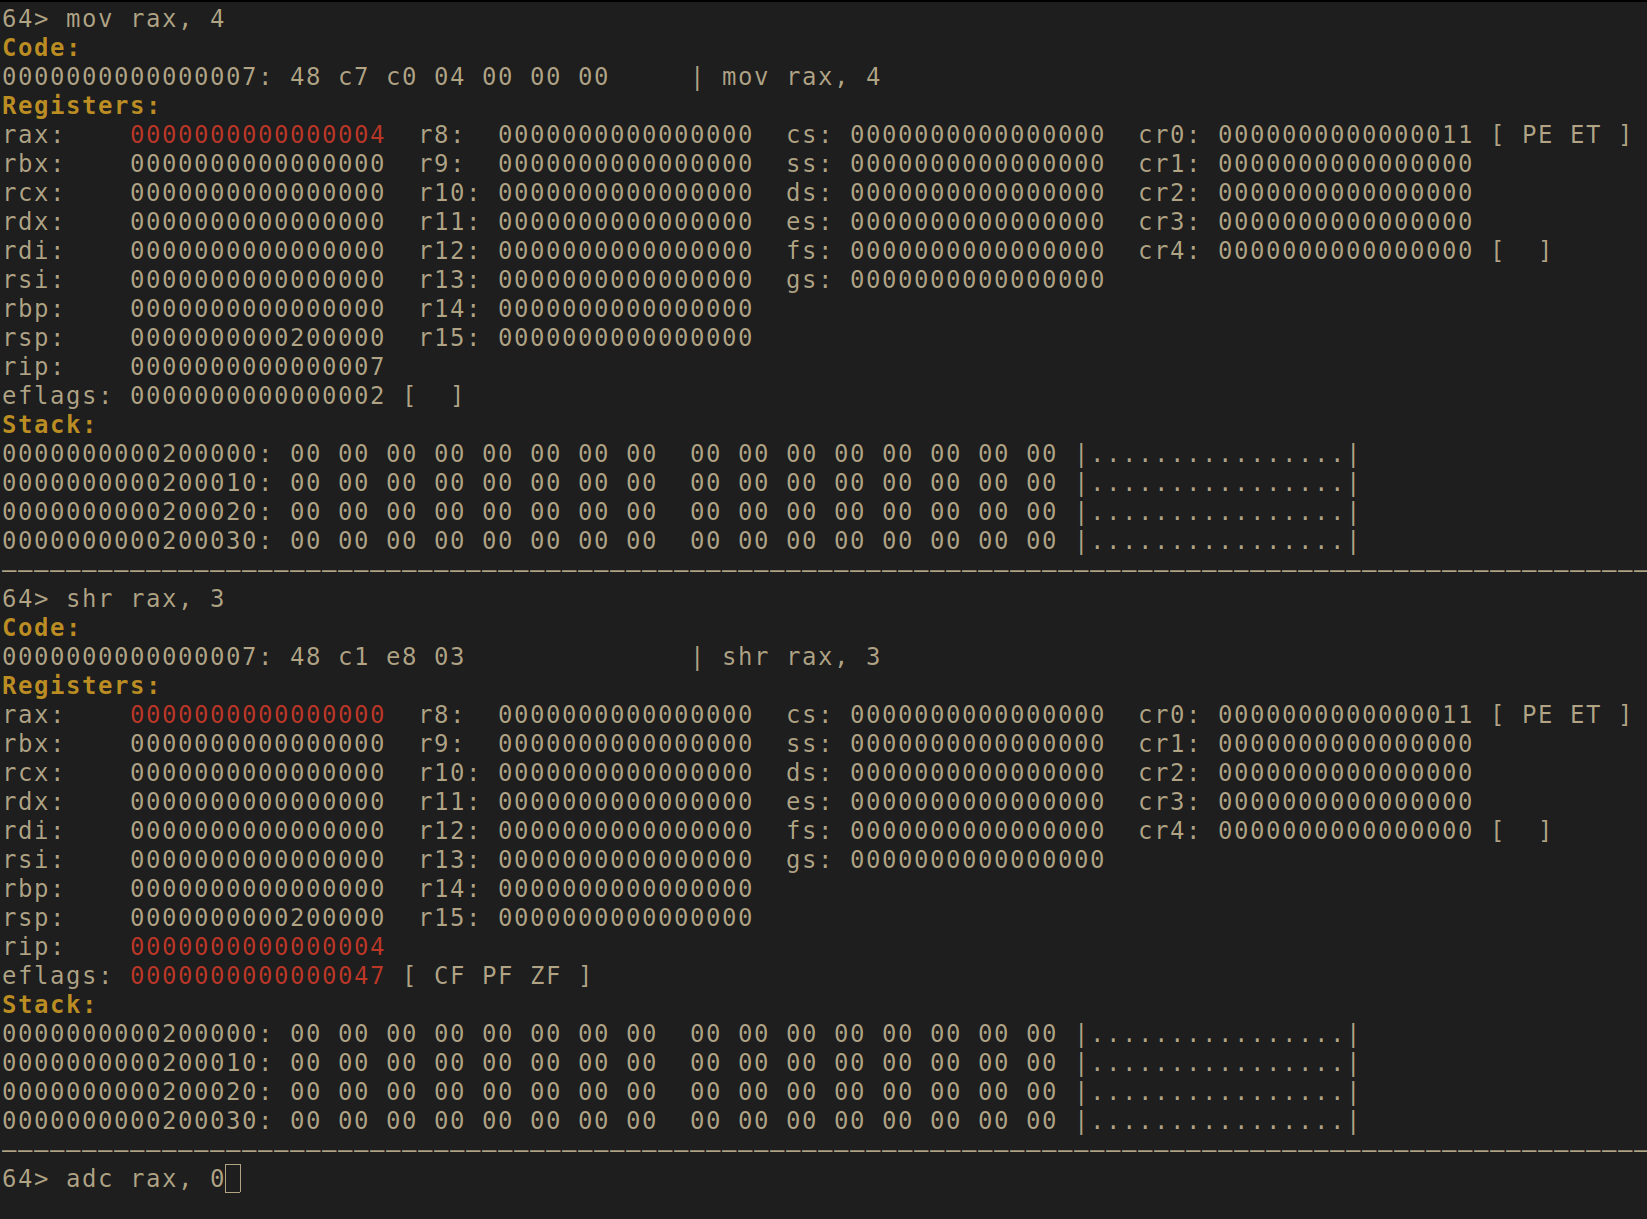 64> mov rax, 4
Code:
0000000000000007: 48 c7 c0 04 00 00 00     | mov rax, 4
Registers:
rax:    0000000000000004  r8:  0000000000000000  cs: 0000000000000000  cr0: 0000000000000011 [ PE ET ]
rbx:    0000000000000000  r9:  0000000000000000  ss: 0000000000000000  cr1: 0000000000000000
rcx:    0000000000000000  r10: 0000000000000000  ds: 0000000000000000  cr2: 0000000000000000
rdx:    0000000000000000  r11: 0000000000000000  es: 0000000000000000  cr3: 0000000000000000
rdi:    0000000000000000  r12: 0000000000000000  fs: 0000000000000000  cr4: 0000000000000000 [  ]
rsi:    0000000000000000  r13: 0000000000000000  gs: 0000000000000000
rbp:    0000000000000000  r14: 0000000000000000
rsp:    0000000000200000  r15: 0000000000000000
rip:    0000000000000007
eflags: 0000000000000002 [  ]
Stack:
0000000000200000: 00 00 00 00 00 00 00 00  00 00 00 00 00 00 00 00 |................|
0000000000200010: 00 00 00 00 00 00 00 00  00 00 00 00 00 00 00 00 |................|
0000000000200020: 00 00 00 00 00 00 00 00  00 00 00 00 00 00 00 00 |................|
0000000000200030: 00 00 00 00 00 00 00 00  00 00 00 00 00 00 00 00 |................|
64> shr rax, 3
Code:
0000000000000007: 48 c1 e8 03              | shr rax, 3
Registers:
rax:    0000000000000000  r8:  0000000000000000  cs: 0000000000000000  cr0: 0000000000000011 [ PE ET ]
rbx:    0000000000000000  r9:  0000000000000000  ss: 0000000000000000  cr1: 0000000000000000
rcx:    0000000000000000  r10: 0000000000000000  ds: 0000000000000000  cr2: 0000000000000000
rdx:    0000000000000000  r11: 0000000000000000  es: 0000000000000000  cr3: 0000000000000000
rdi:    0000000000000000  r12: 0000000000000000  fs: 0000000000000000  cr4: 0000000000000000 [  ]
rsi:    0000000000000000  r13: 0000000000000000  gs: 0000000000000000
rbp:    0000000000000000  r14: 0000000000000000
rsp:    0000000000200000  r15: 0000000000000000
rip:    0000000000000004
eflags: 0000000000000047 [ CF PF ZF ]
Stack:
0000000000200000: 00 00 00 00 00 00 00 00  00 00 00 00 00 00 00 00 |................|
0000000000200010: 00 00 00 00 00 00 00 00  00 00 00 00 00 00 00 00 |................|
0000000000200020: 00 00 00 00 00 00 00 00  00 00 00 00 00 00 00 00 |................|
0000000000200030: 00 00 00 00 00 00 00 00  00 00 00 00 00 00 00 00 |................|
64> adc rax, 0